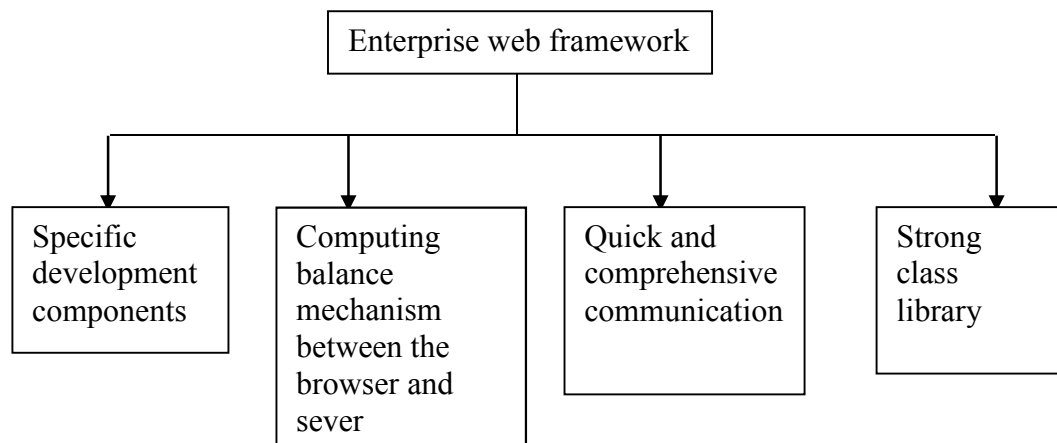 Enterprise web framework
Specific
development
components
Computing
balance
mechanism
between the
browser and
sever
Quick and
comprehensive
communication
Strong
class
library